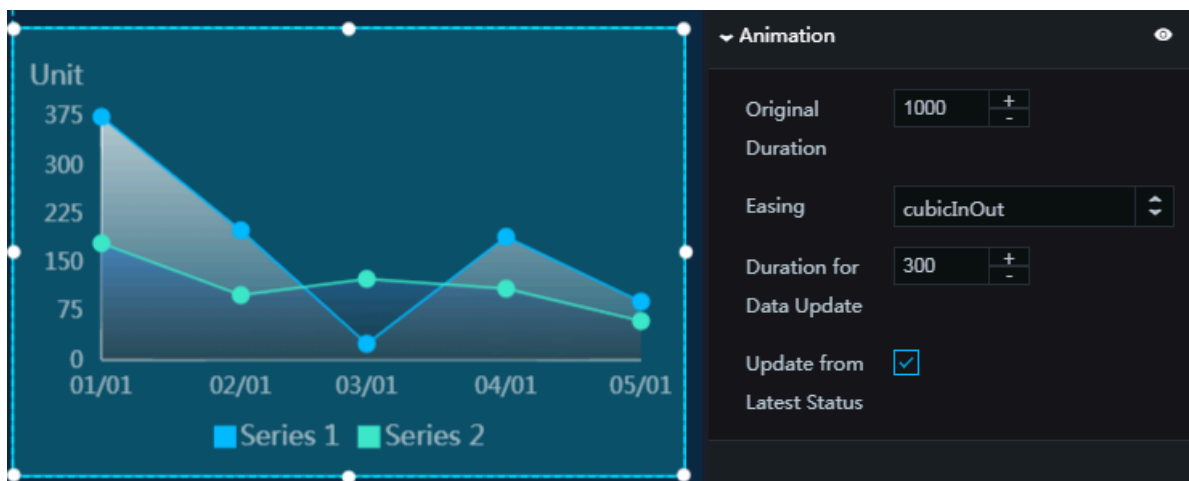 Unit
375
300
225
150
75
0
01/01 02/01 03/01 04/01 05/01
Series 1 Series 2
Animation
Original
Duration
1000
+
-
Easing
cubicInOut
Duration for
Data Update
300
+
-
Update from
Latest Status